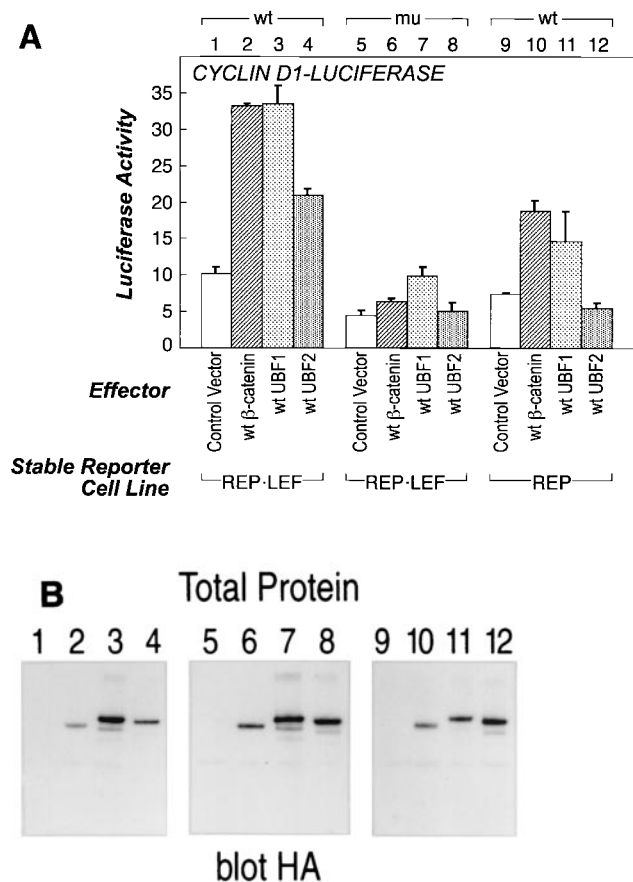 A
wt mu wt
1 2 3 4 5 6 7 8 9 10 11 12
CYCLIN D1-LUCIFERASE
Luciferase Activity
35
30
25
20
15
10
5
0
Effector
Control Vector
wt β-catenin
wt UBF1
wt UBF2
Control Vector
wt β-catenin
wt UBF1
wt UBF2
Control Vector
wt β-catenin
wt UBF1
wt UBF2
Stable Reporter
Cell Line
REP·LEF REP·LEF REP
B
Total Protein
1 2 3 4 5 6 7 8 9 10 11 12
blot HA